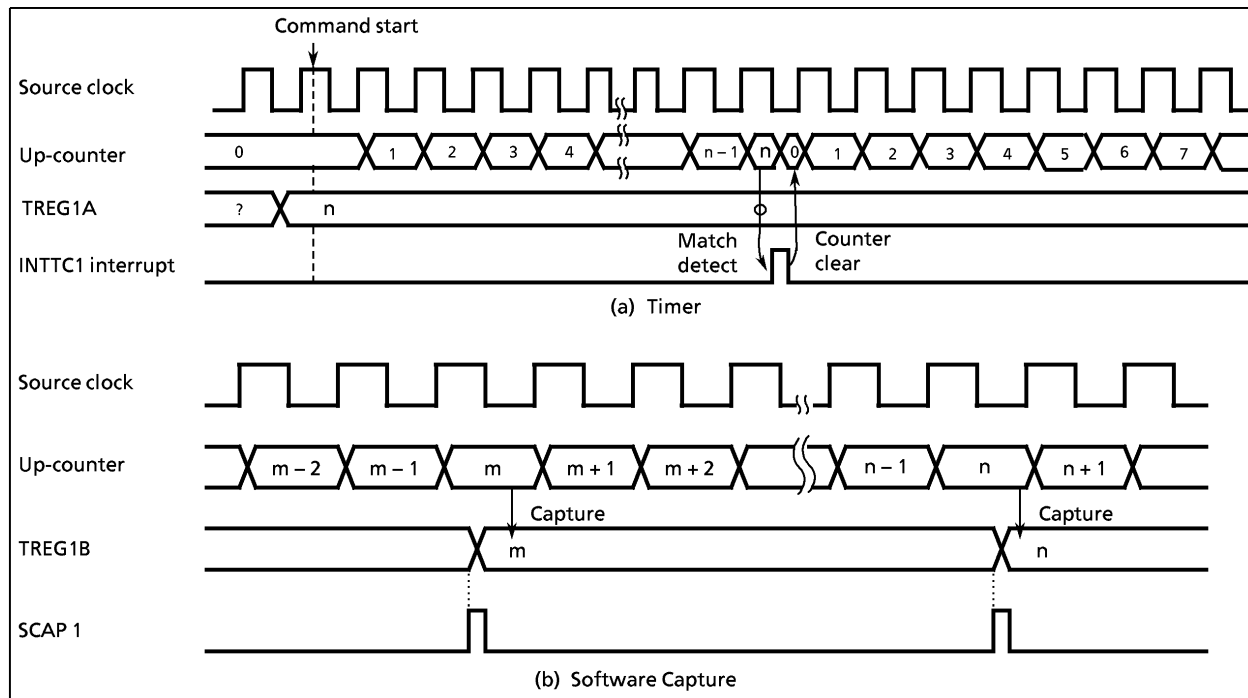 Command start
Source clock
Up-counter 0 1 2 3 4 n – 1 n 0 1 2 3 4 5 6 7
TREG1A ? n
Match detect
Counter clear
INTTC1 interrupt
(a) Timer
Source clock
Up-counter m – 2 m – 1 m m + 1 m + 2 n – 1 n n + 1
Capture Capture
TREG1B m n
SCAP 1
(b) Software Capture